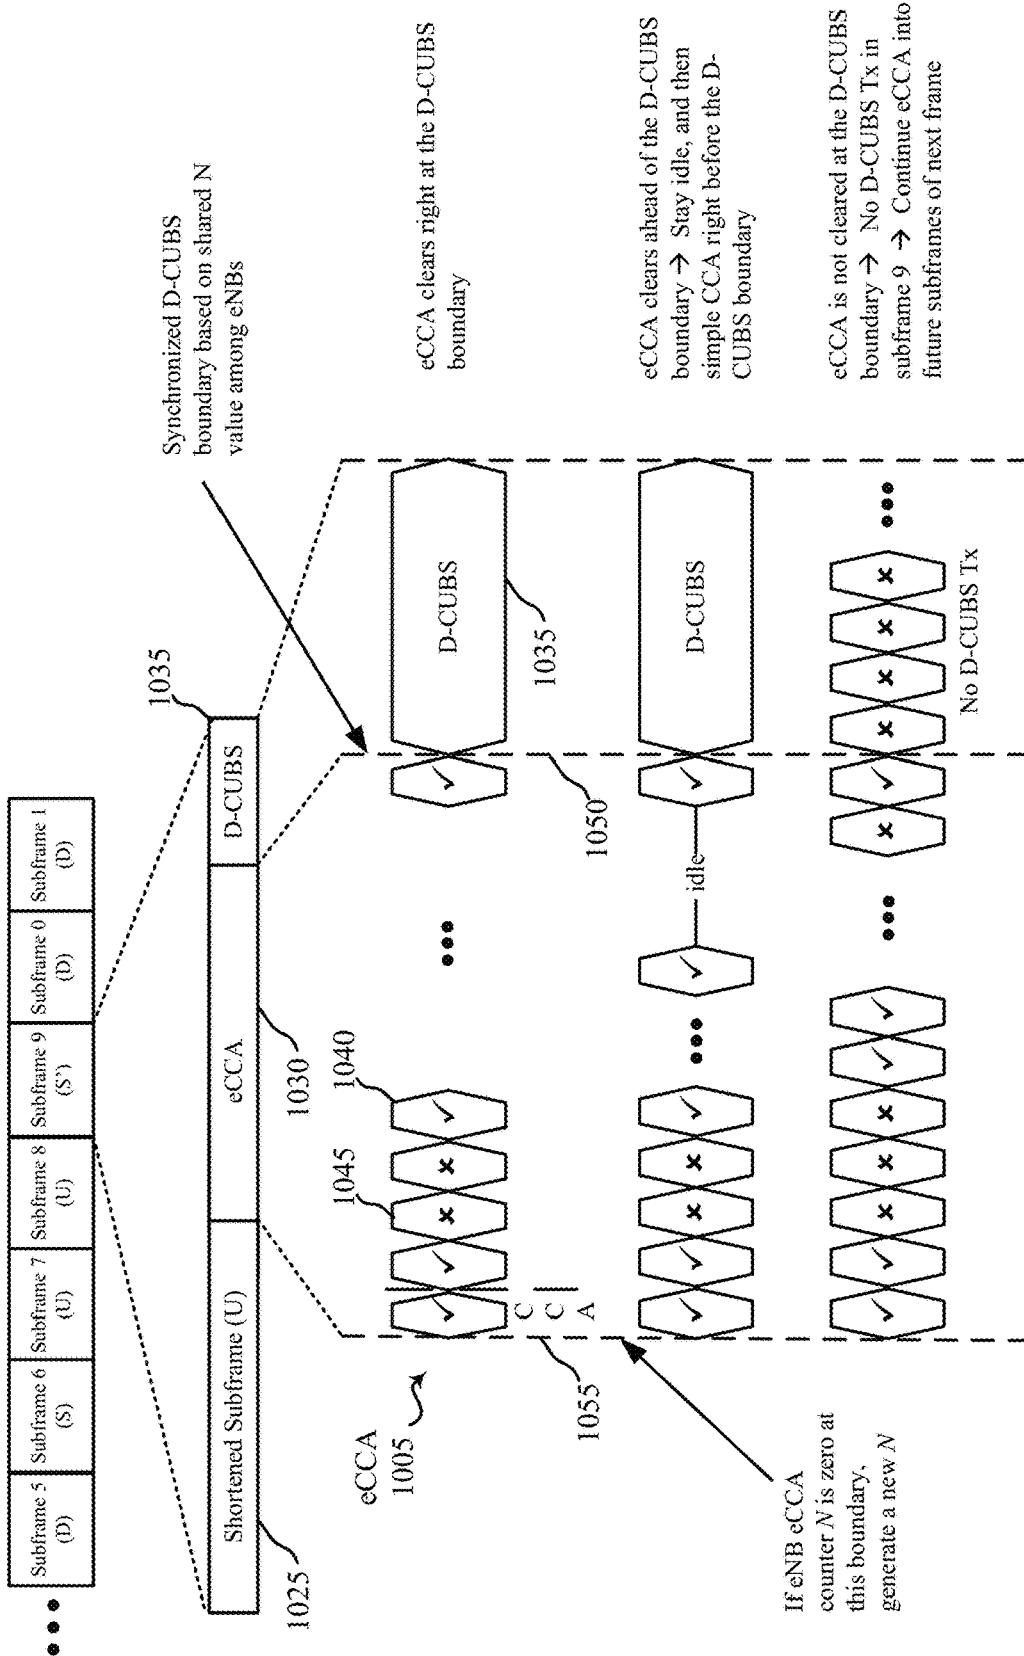 Subframe 5
(D)
Subframe 6
(S)
Subframe 7
(U)
Subframe 8
(U)
Subframe 9
(S')
Subframe 0
(D)
Subframe 1
(D)
Shortened Subframe (U)
eCCA
D-CUBS
1025
1030
1035
Synchronized D-CUBS
boundary based on shared N
value among eNBs
eCCA
1005
1045
1040
D-CUBS
1035
eCCA clears right at the D-CUBS
boundary
C
C
A
1055
1050
idle
D-CUBS
eCCA clears ahead of the D-CUBS
boundary → Stay idle, and then
simple CCA right before the D-
CUBS boundary
If eNB eCCA
counter N is zero at
this boundary,
generate a new N
No D-CUBS Tx
eCCA is not cleared at the D-CUBS
boundary → No D-CUBS Tx in
subframe 9 → Continue eCCA into
future subframes of next frame